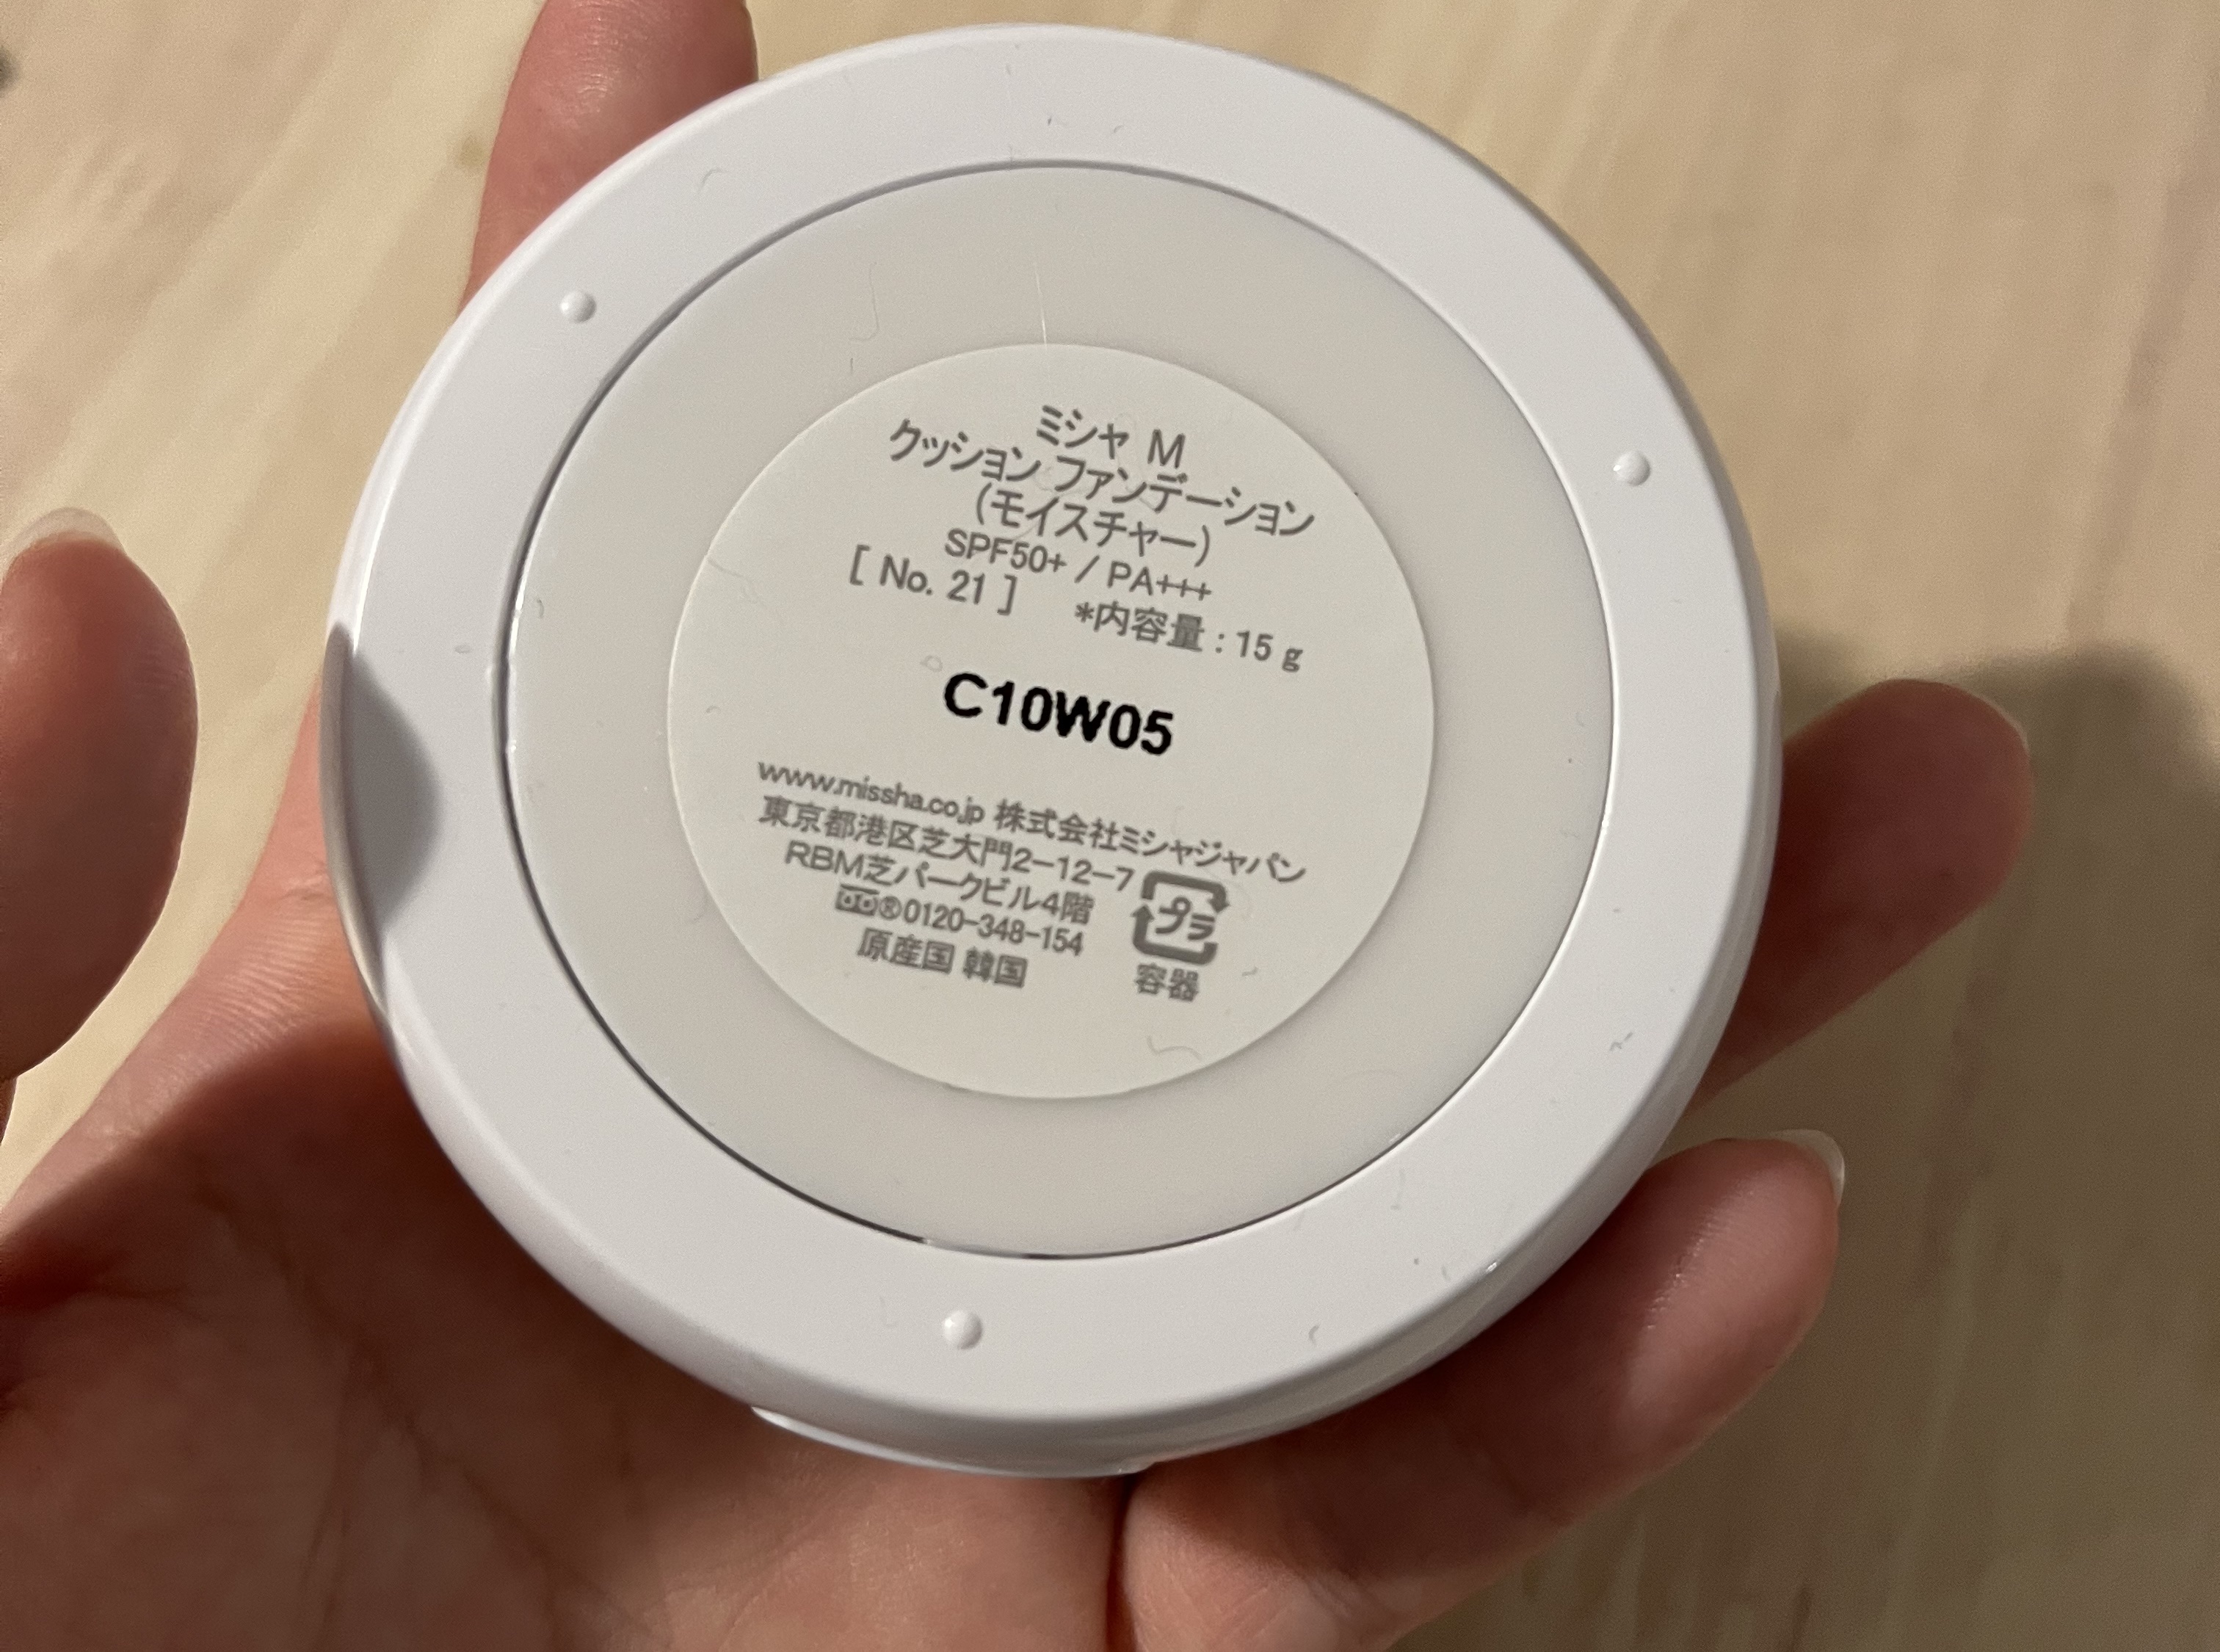 ミシャ M
クッション ファンデーション
(モイスチャー)
SPF50+ / PA+++
[ No. 21 ] *内容量 : 15 g
C10W05
www.missha.co.jp 株式会社ミシャジャパン
東京都港区芝大門2-12-7
RBM芝パークビル4階
®0120-348-154
原産国 韓国
プラ
容器